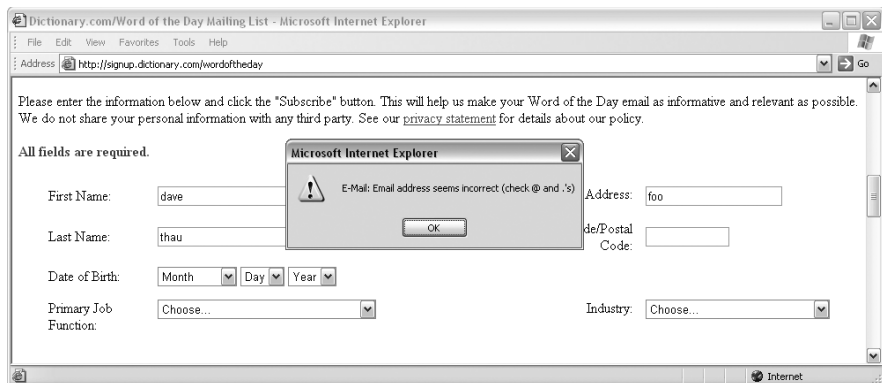 Dictionary.com/Word of the Day Mailing List - Microsoft Internet Explorer
File Edit View Favorites Tools Help
Address http://signup.dictionary.com/wordoftheday Go
Please enter the information below and click the "Subscribe" button. This will help us make your Word of the Day email as informative and relevant as possible.
We do not share your personal information with any third party. See our privacy statement for details about our policy.
All fields are required.
Microsoft Internet Explorer
E-Mail: Email address seems incorrect (check @ and .'s)
OK
First Name: dave Address: foo
Last Name: thau de/Postal
Code:
Date of Birth: Month Day Year
Primary Job Choose... Industry: Choose...
Function:
Internet